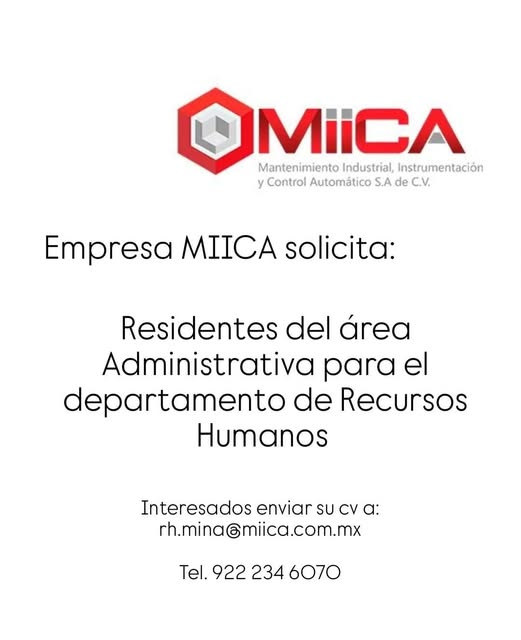 MiiCA
Mantenimiento Industrial, Instrumentación
y Control Automático S.A de C.V.
Empresa MIICA solicita:
Residentes del área
Administrativa para el
departamento de Recursos
Humanos
Interesados enviar su cv a:
rh.mina@miica.com.mx
Tel. 922 234 6070